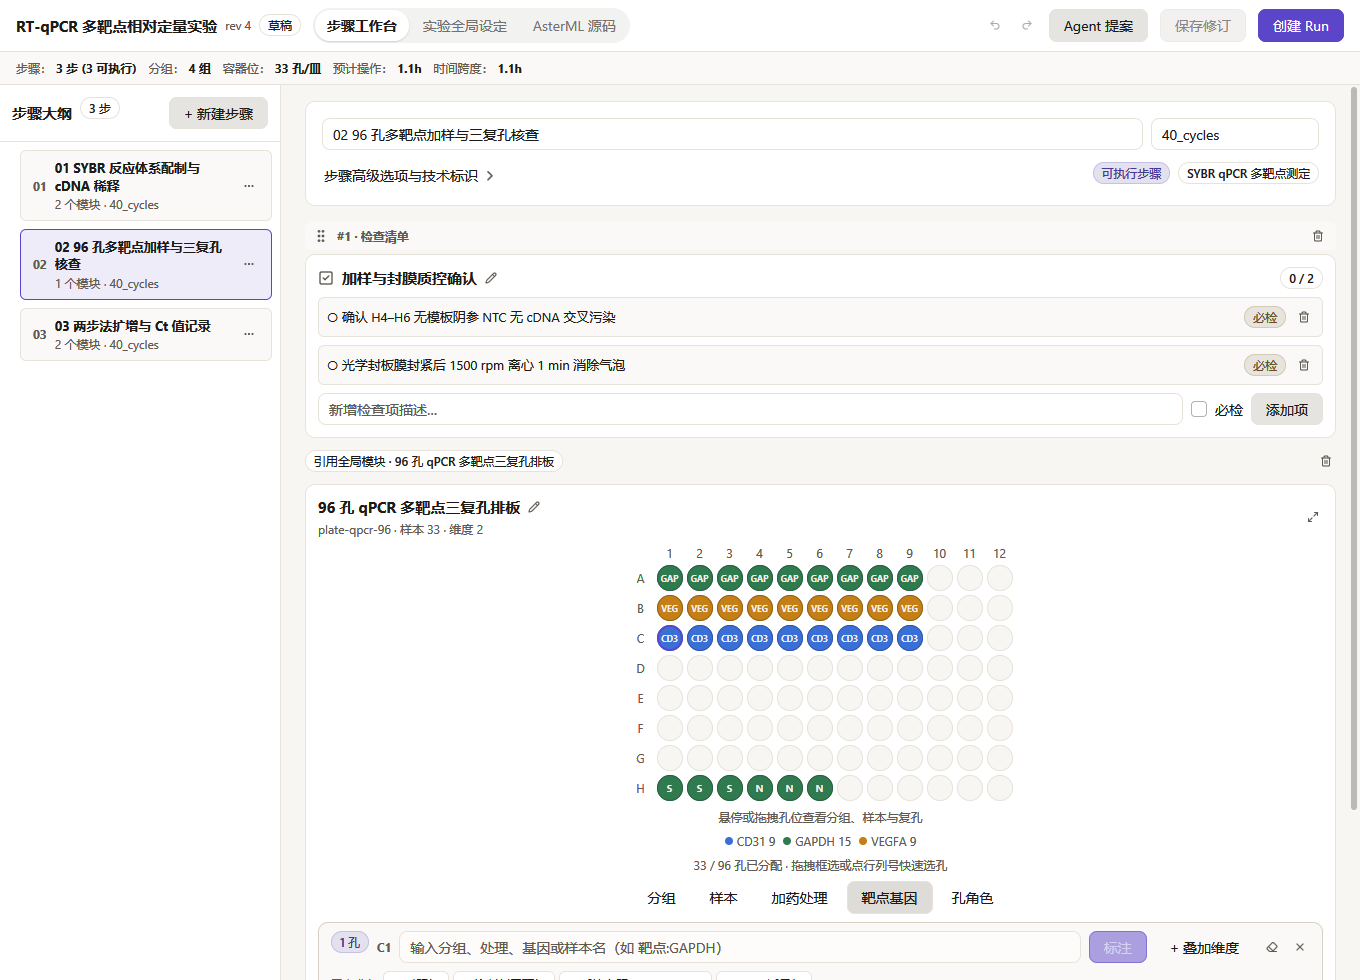 RT-qPCR 多靶点相对定量实验 rev 4 草稿 步骤工作台 实验全局设定 AsterML 源码 Agent 提案 保存修订 创建 Run
步骤: 3 步 (3 可执行) 分组: 4 组 容器位: 33 孔/皿 预计操作: 1.1h 时间跨度: 1.1h
步骤大纲 3 步 + 新建步骤
01 01 SYBR 反应体系配制与 cDNA 稀释
2 个模块 · 40_cycles
02 02 96 孔多靶点加样与三复孔核查
1 个模块 · 40_cycles
03 03 两步法扩增与 Ct 值记录
2 个模块 · 40_cycles
02 96 孔多靶点加样与三复孔核查 40_cycles
步骤高级选项与技术标识 可执行步骤 SYBR qPCR 多靶点测定
#1 · 检查清单
加样与封膜质控确认 0 / 2
确认 H4–H6 无模板阴参 NTC 无 cDNA 交叉污染 必检
光学封板膜封紧后 1500 rpm 离心 1 min 消除气泡 必检
新增检查项描述... 必检 添加项
引用全局模块 · 96 孔 qPCR 多靶点三复孔排板
96 孔 qPCR 多靶点三复孔排板
plate-qpcr-96 · 样本 33 · 维度 2
1 2 3 4 5 6 7 8 9 10 11 12
A GAP GAP GAP GAP GAP GAP GAP GAP GAP
B VEG VEG VEG VEG VEG VEG VEG VEG VEG
C CD3 CD3 CD3 CD3 CD3 CD3 CD3 CD3 CD3
D
E
F
G
H S S S N N N
悬停或拖拽孔位查看分组、样本与复孔
CD31 9 GAPDH 15 VEGFA 9
33 / 96 孔已分配 · 拖拽框选或点行列号快速选孔
分组 样本 加药处理 靶点基因 孔角色
1 孔 C1 输入分组、处理、基因或样本名（如 靶点:GAPDH） 标注 + 叠加维度